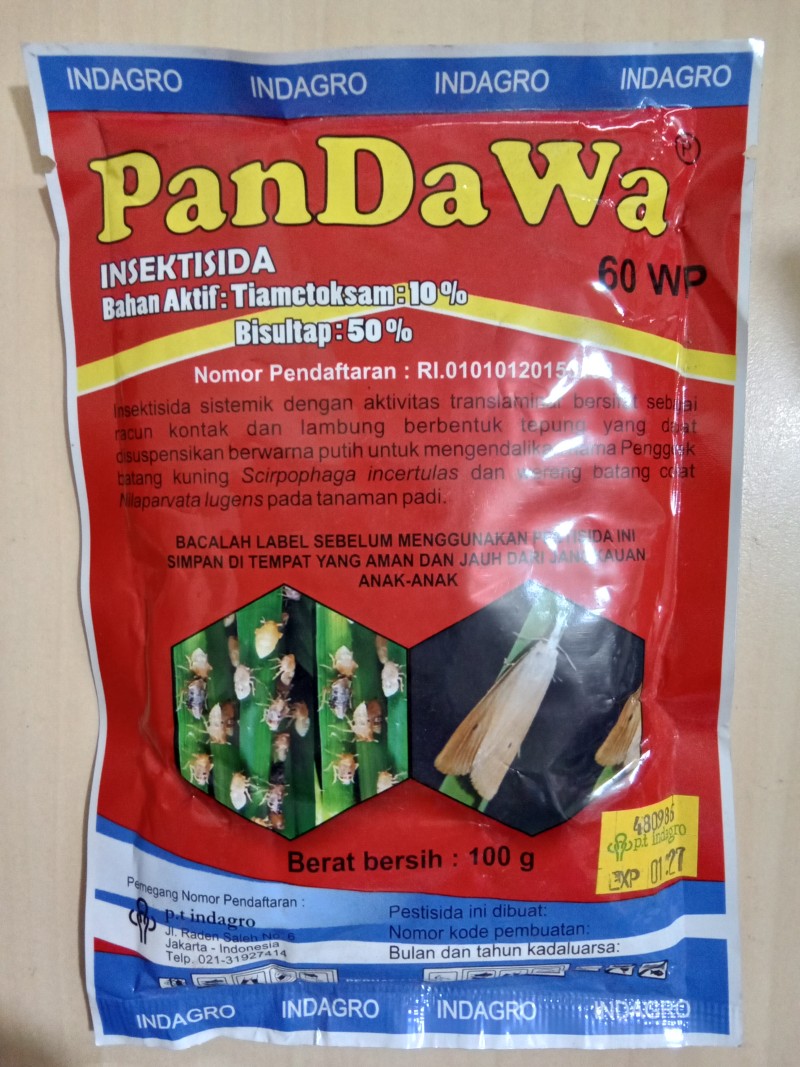 INDAGRO INDAGRO INDAGRO INDAGRO
PanDaWa
P
INSEKTISIDA
60 WP
Bahan Aktif : Tiametoksam : 10 %
Bisultap : 50 %
Nomor Pendaftaran :
Insektisida sistemik dengan aktivitas translaminar bersifat sebagai
racun kontak dan lambung berbentuk tepung yang dapat
disuspensikan berwarna putih untuk mengendalikan hama Penggerek
batang kuning Scirpophaga incertulas dan wereng batang coklat
Nilaparvata lugens pada tanaman padi.
BACALAH LABEL SEBELUM MENGGUNAKAN PESTISIDA INI
SIMPAN DI TEMPAT YANG AMAN DAN JAUH DARI JANGKAUAN
ANAK-ANAK
480986
p.t Indagro
EXP 01 27
Berat bersih : 100 g
Pemegang Nomor Pendaftaran :
p.t indagro
Jl. Raden Saleh No. 6
Jakarta - Indonesia
Telp. 021-31927414
Pestisida ini dibuat:
Nomor kode pembuatan:
Bulan dan tahun kadaluarsa:
INDAGRO INDAGRO INDAGRO INDAGRO